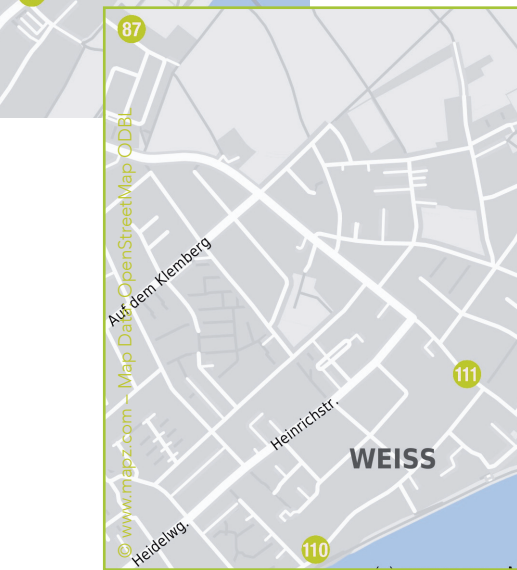 87
© www.mapz.com – Map Data: OpenStreetMap ODBL
Auf dem Klemberg
111
Heinrichstr.
WEISS
Heidelwg.
110